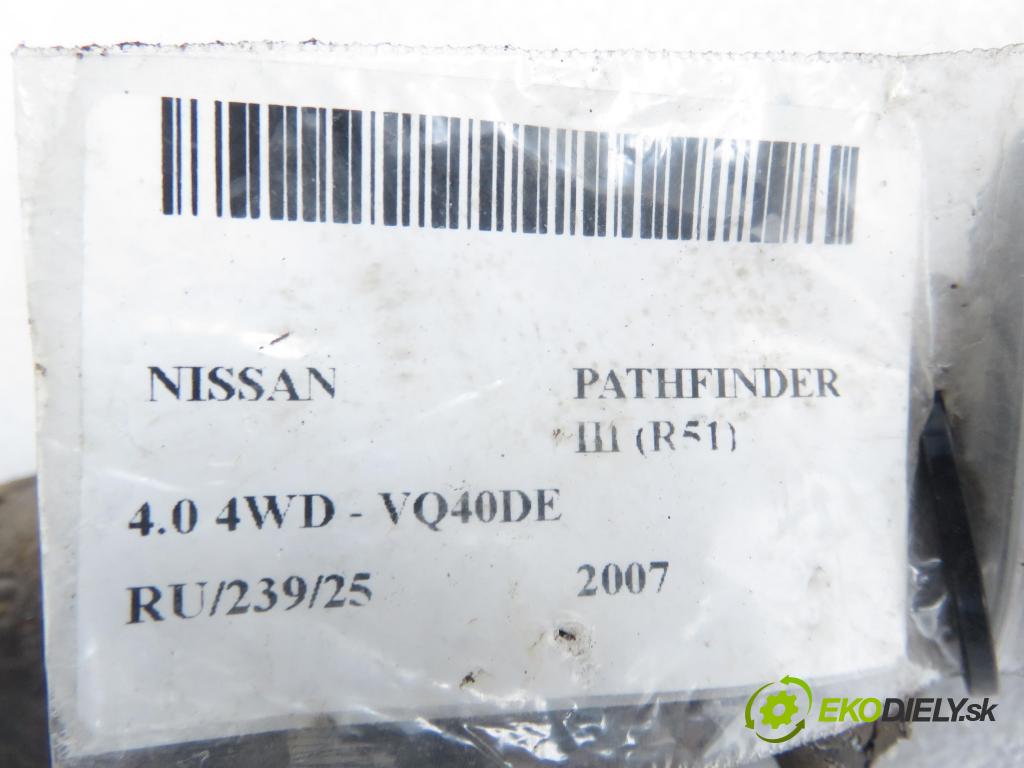 NISSAN PATHFINDER
III (R51)
4.0 4WD - VQ40DE
RU/239/25 2007
EKODIELY.sk